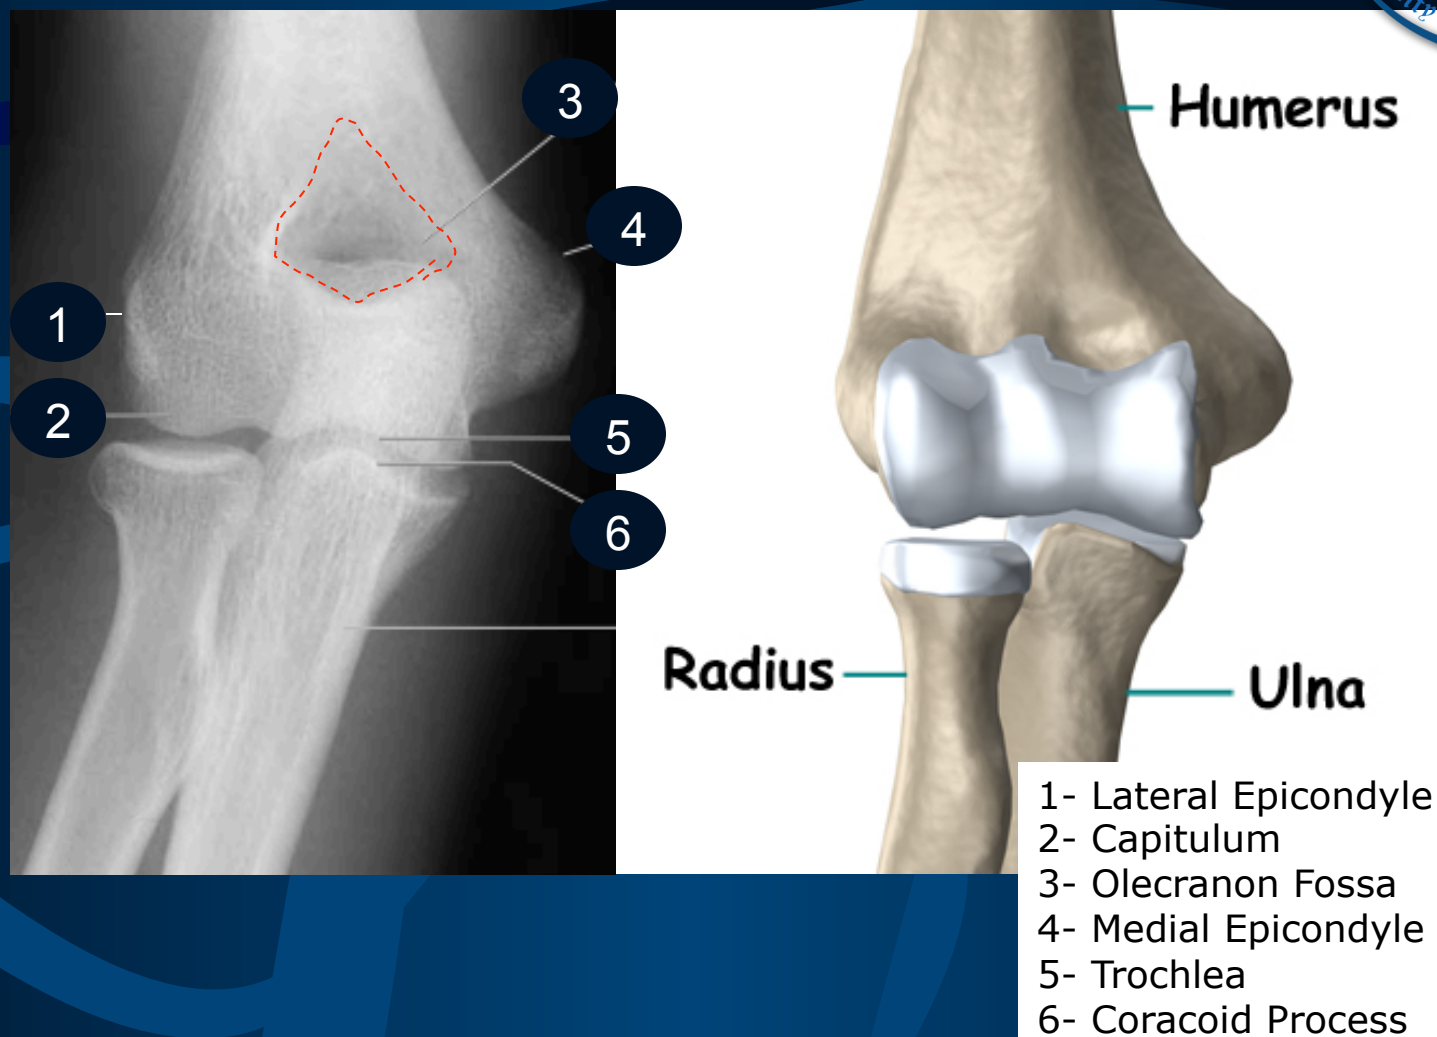 3
Humerus
4
1
2
5
6
Radius
Ulna
1- Lateral Epicondyle
2- Capitulum
3- Olecranon Fossa
4- Medial Epicondyle
5- Trochlea
6- Coracoid Process